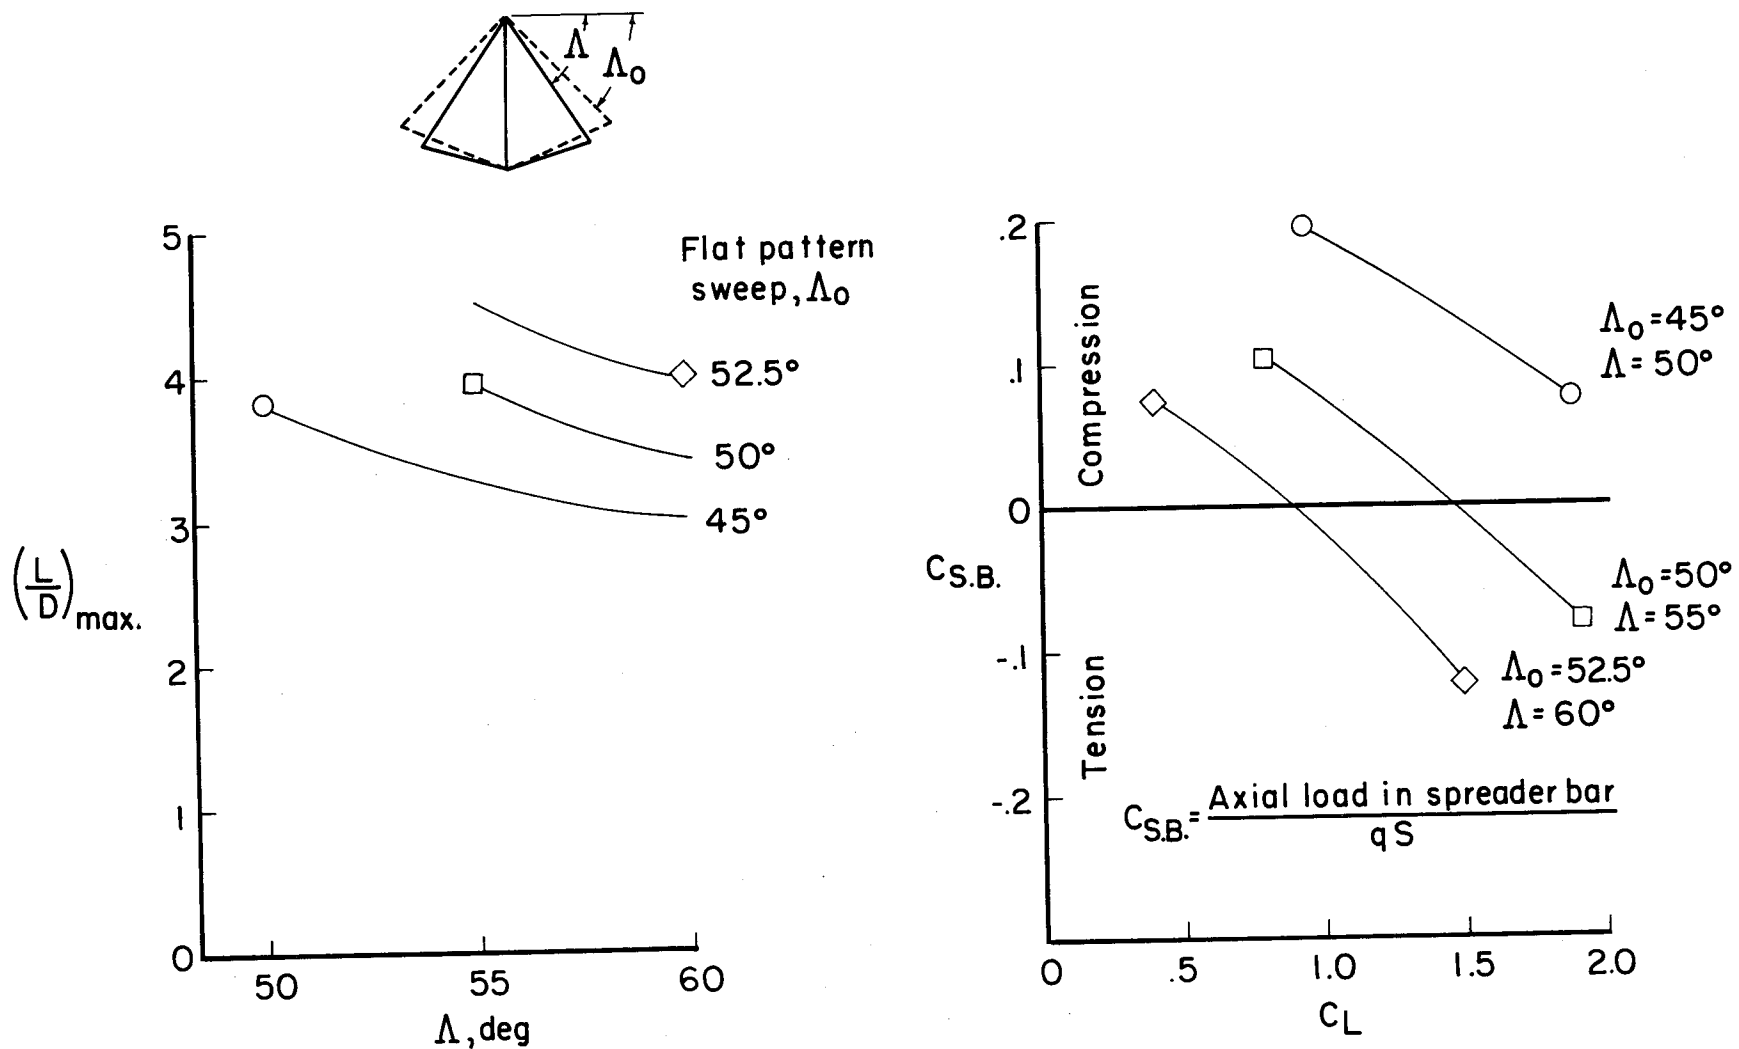 Λ
Λo
5
4
3
2
1
0
50
55
60
Λ, deg
(L/D)max.
Flat pattern
sweep, Λo
52.5°
50°
45°
.2
.1
0
-.1
-.2
Compression
Tension
CS.B.
Λo=45°
Λ=50°
Λo=50°
Λ=55°
Λo=52.5°
Λ=60°
CS.B.= Axial load in spreader bar
qS
0
.5
1.0
1.5
2.0
CL